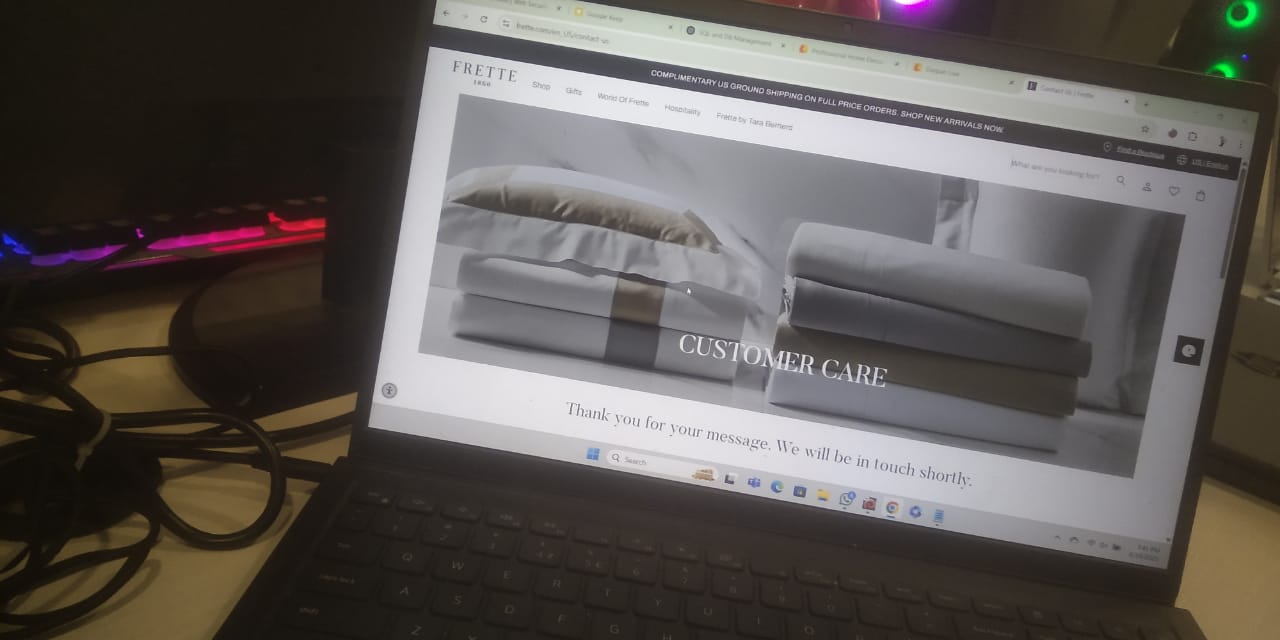 Google Keep
SQL and DB Management
Contact Us | Frette
frette.com/en_US/contact-us
COMPLIMENTARY US GROUND SHIPPING ON FULL PRICE ORDERS. SHOP NEW ARRIVALS NOW.
Find a Boutique
US | English
FRETTE
1860
Shop
Gifts
World Of Frette
Hospitality
Frette by Tara Bernerd
What are you looking for?
CUSTOMER CARE
Thank you for your message. We will be in touch shortly.
Search
Q W E R T Y U
A S D F G H
Z